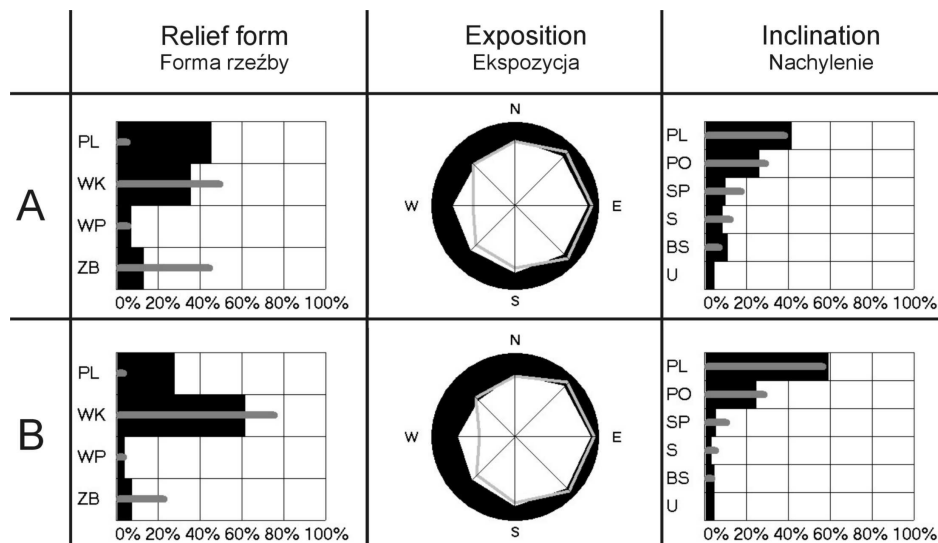 Relief form
Forma rzeźby
Exposition
Ekspozycja
Inclination
Nachylenie
A
PL
WK
WP
ZB
0% 20% 40% 60% 80% 100%
N
W
E
S
PL
PO
SP
S
BS
U
0% 20% 40% 60% 80% 100%
B
PL
WK
WP
ZB
0% 20% 40% 60% 80% 100%
N
W
E
S
PL
PO
SP
S
BS
U
0% 20% 40% 60% 80% 100%